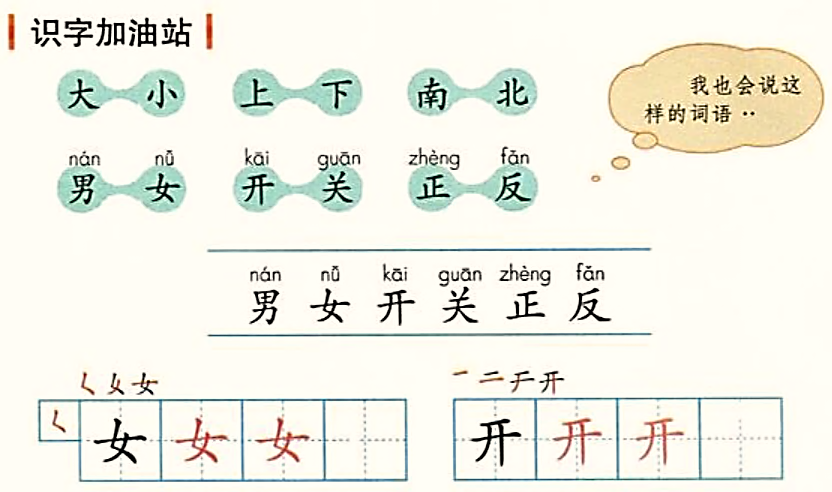 识字加油站
大 小 上 下 南 北
我也会说这
样的词语··
nán nǚ kāi guān zhèng fǎn
男 女 开 关 正 反
nán nǚ kāi guān zhèng fǎn
男 女 开 关 正 反
𡿨 女 女 一 二 于 开
𡿨 女 女 女 开 开 开